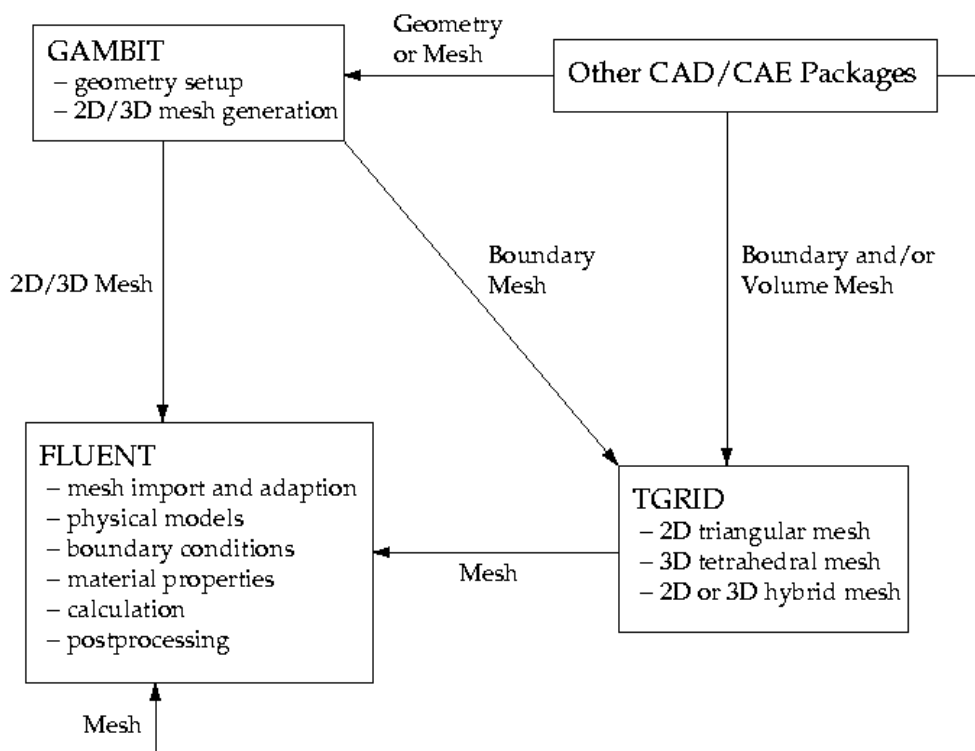 GAMBIT
– geometry setup
– 2D/3D mesh generation
Geometry
or Mesh
Other CAD/CAE Packages
2D/3D Mesh
Boundary
Mesh
Boundary and/or
Volume Mesh
FLUENT
– mesh import and adaption
– physical models
– boundary conditions
– material properties
– calculation
– postprocessing
Mesh
TGRID
– 2D triangular mesh
– 3D tetrahedral mesh
– 2D or 3D hybrid mesh
Mesh